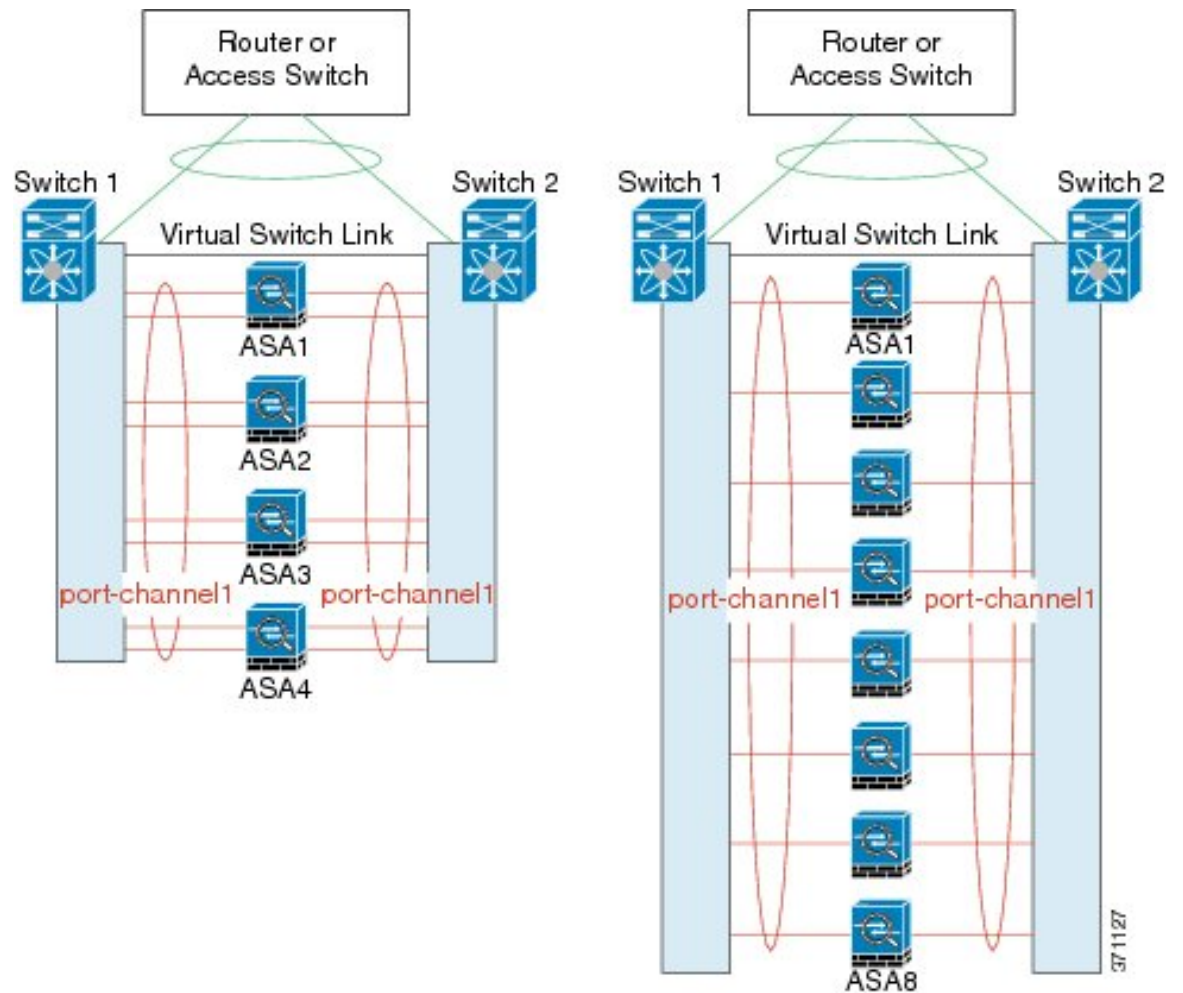 Router or
Access Switch
Switch 1
Switch 2
Virtual Switch Link
ASA1
ASA2
ASA3
port-channel1
port-channel1
ASA4
Router or
Access Switch
Switch 1
Switch 2
Virtual Switch Link
ASA1
port-channel1
port-channel1
ASA8
371127